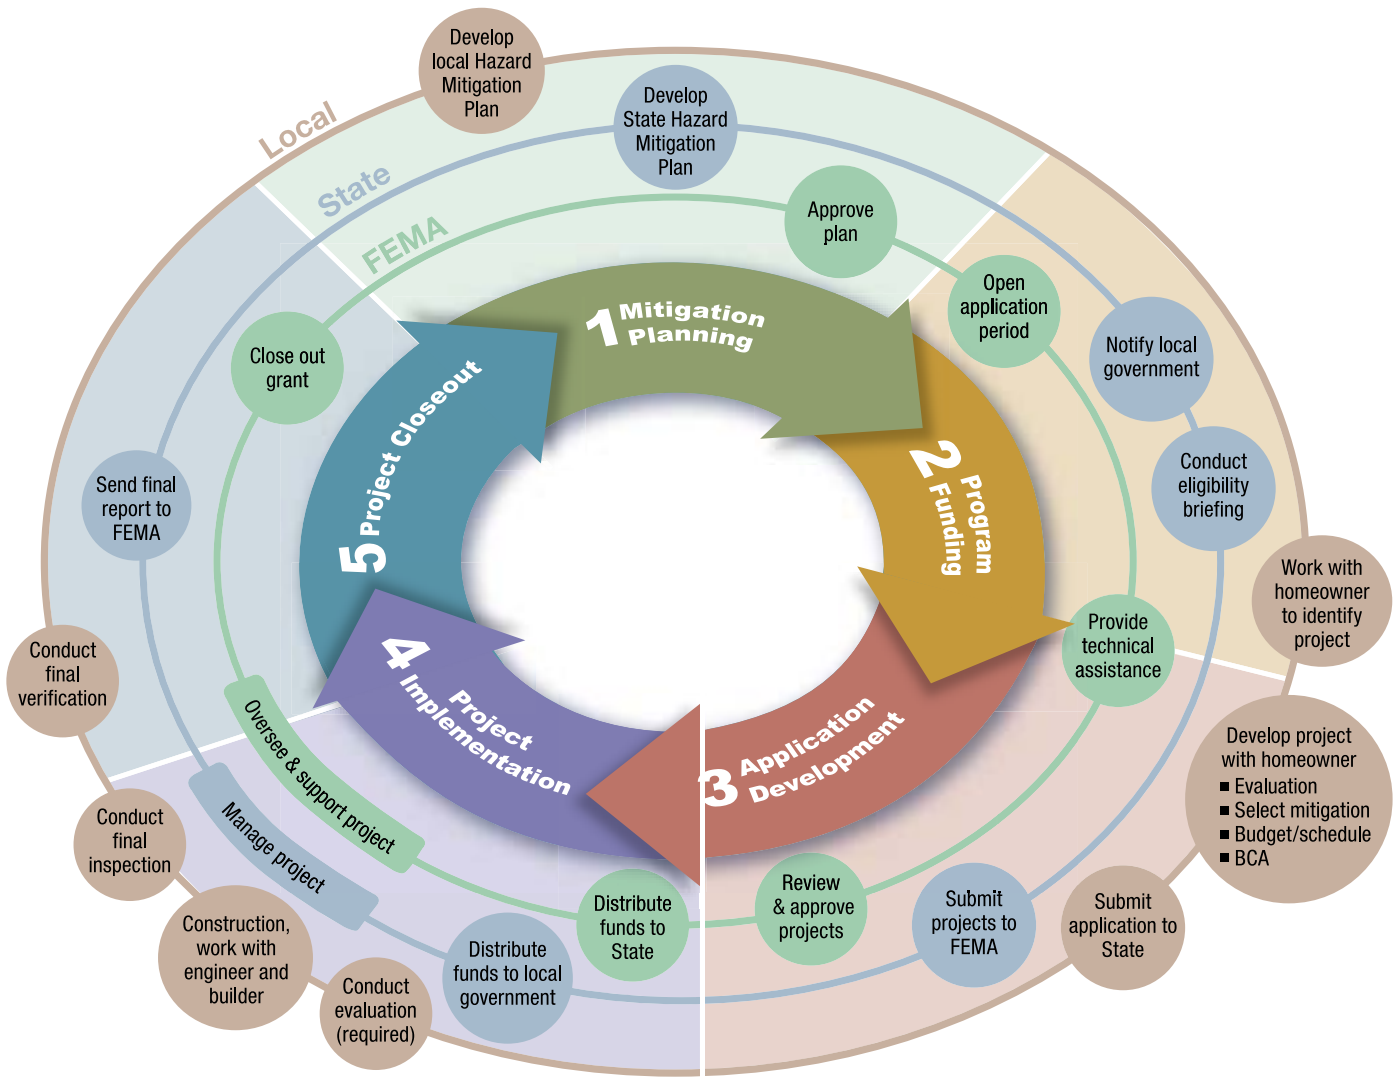 Local
State
FEMA
Develop
local Hazard
Mitigation
Plan
Develop
State Hazard
Mitigation
Plan
Approve
plan
1 Mitigation
Planning
Open
application
period
Notify local
government
Conduct
eligibility
briefing
2 Program
Funding
Work with
homeowner
to identify
project
Provide
technical
assistance
Develop project
with homeowner
■ Evaluation
■ Select mitigation
■ Budget/schedule
■ BCA
3 Application
Development
Submit
application to
State
Submit
projects to
FEMA
Review
& approve
projects
4 Project
Implementation
Distribute
funds to
State
Distribute
funds to local
government
Conduct
evaluation
(required)
Construction,
work with
engineer and
builder
Conduct
final
inspection
Oversee & support project
Manage project
5 Project Closeout
Conduct
final
verification
Send final
report to
FEMA
Close out
grant